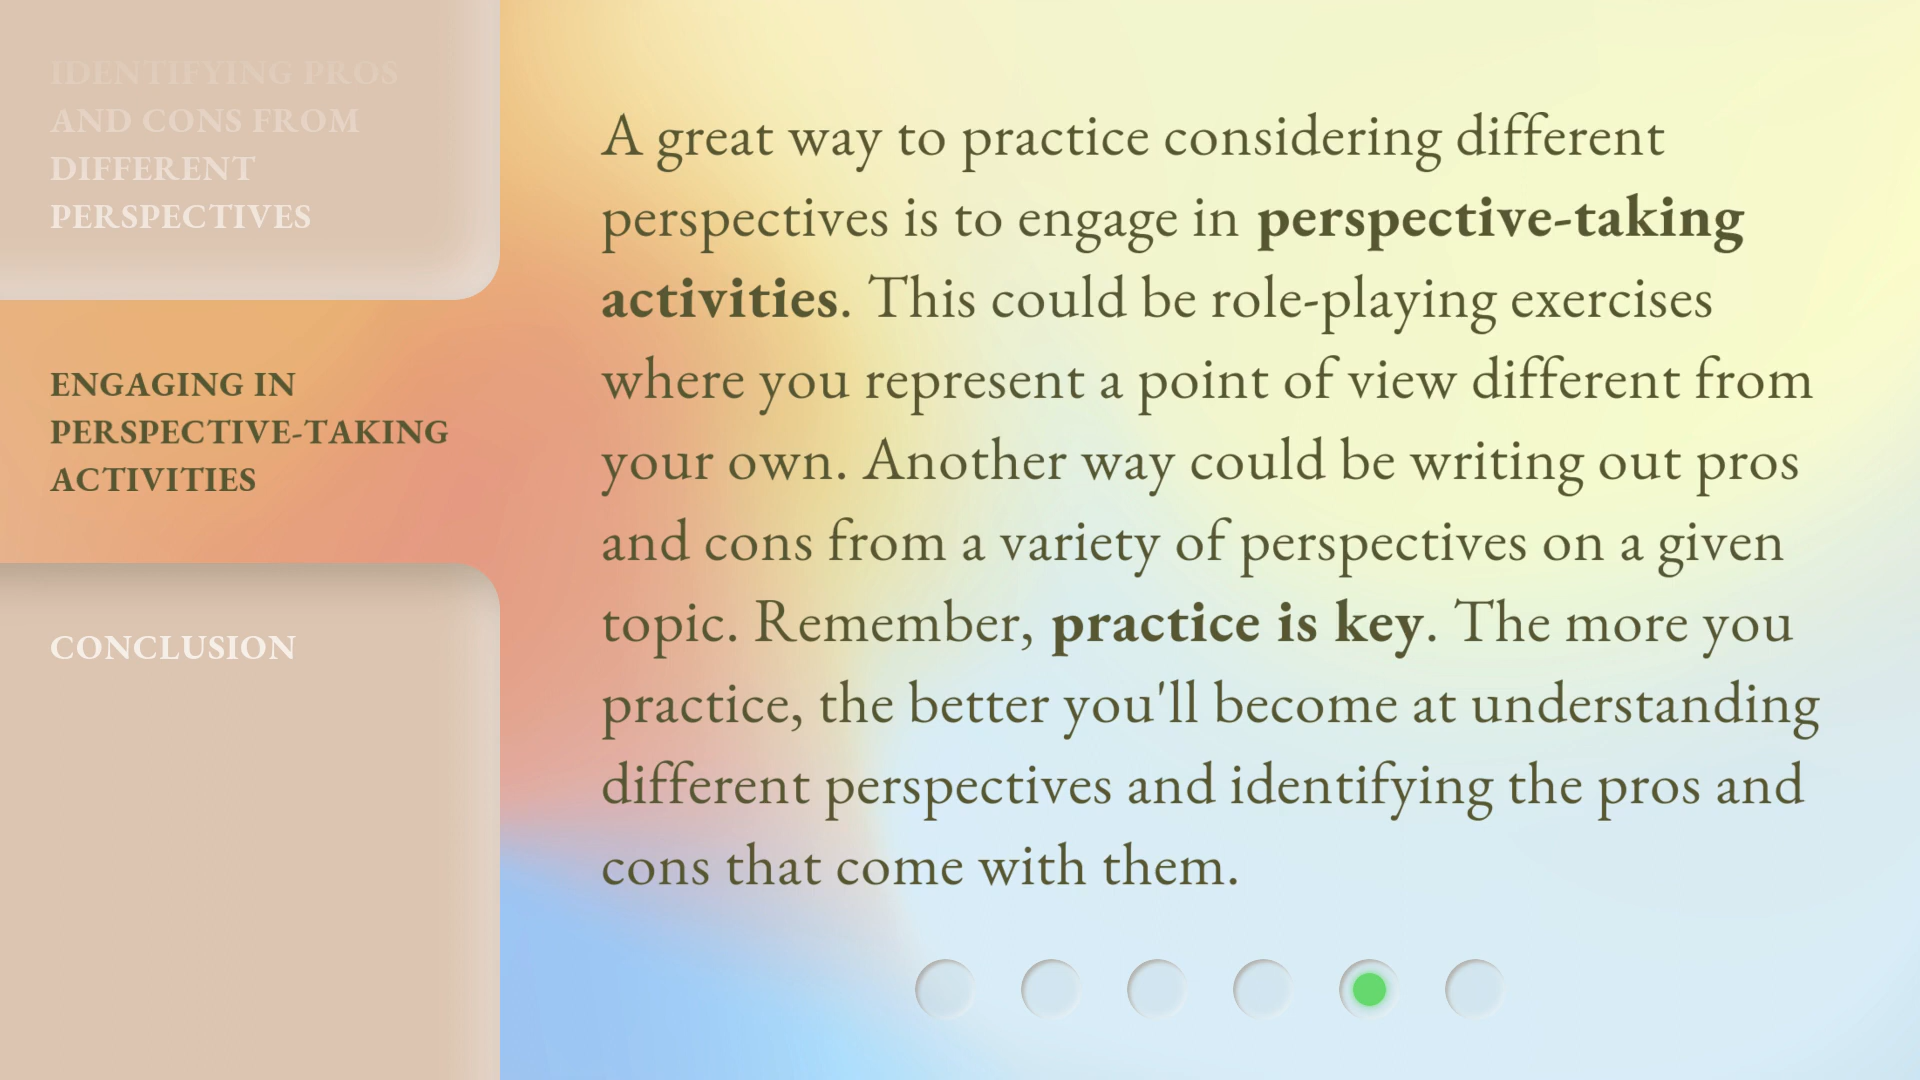 IDENTIFYING PROS
AND CONS FROM
DIFFERENT
PERSPECTIVES
ENGAGING IN
PERSPECTIVE-TAKING
ACTIVITIES
CONCLUSION
A great way to practice considering different
perspectives is to engage in perspective-taking
activities. This could be role-playing exercises
where you represent a point of view different from
your own. Another way could be writing out pros
and cons from a variety of perspectives on a given
topic. Remember, practice is key. The more you
practice, the better you'll become at understanding
different perspectives and identifying the pros and
cons that come with them.